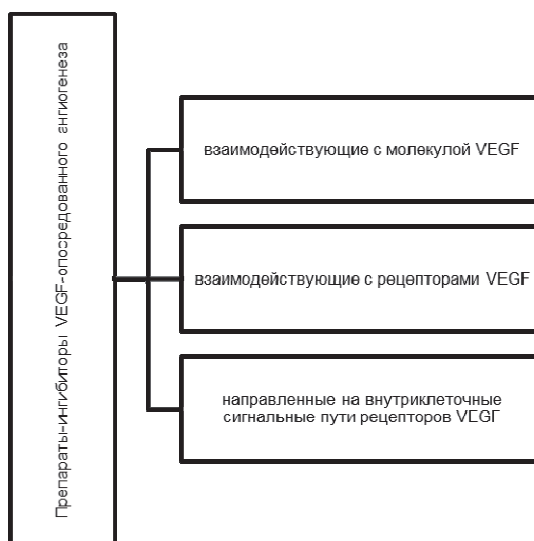 Препараты-ингибиторы VEGF-опосредованного ангиогенеза
взаимодействующие с молекулой VEGF
взаимодействующие с рецепторами VEGF
направленные на внутриклеточные
сигнальные пути рецепторов VEGF